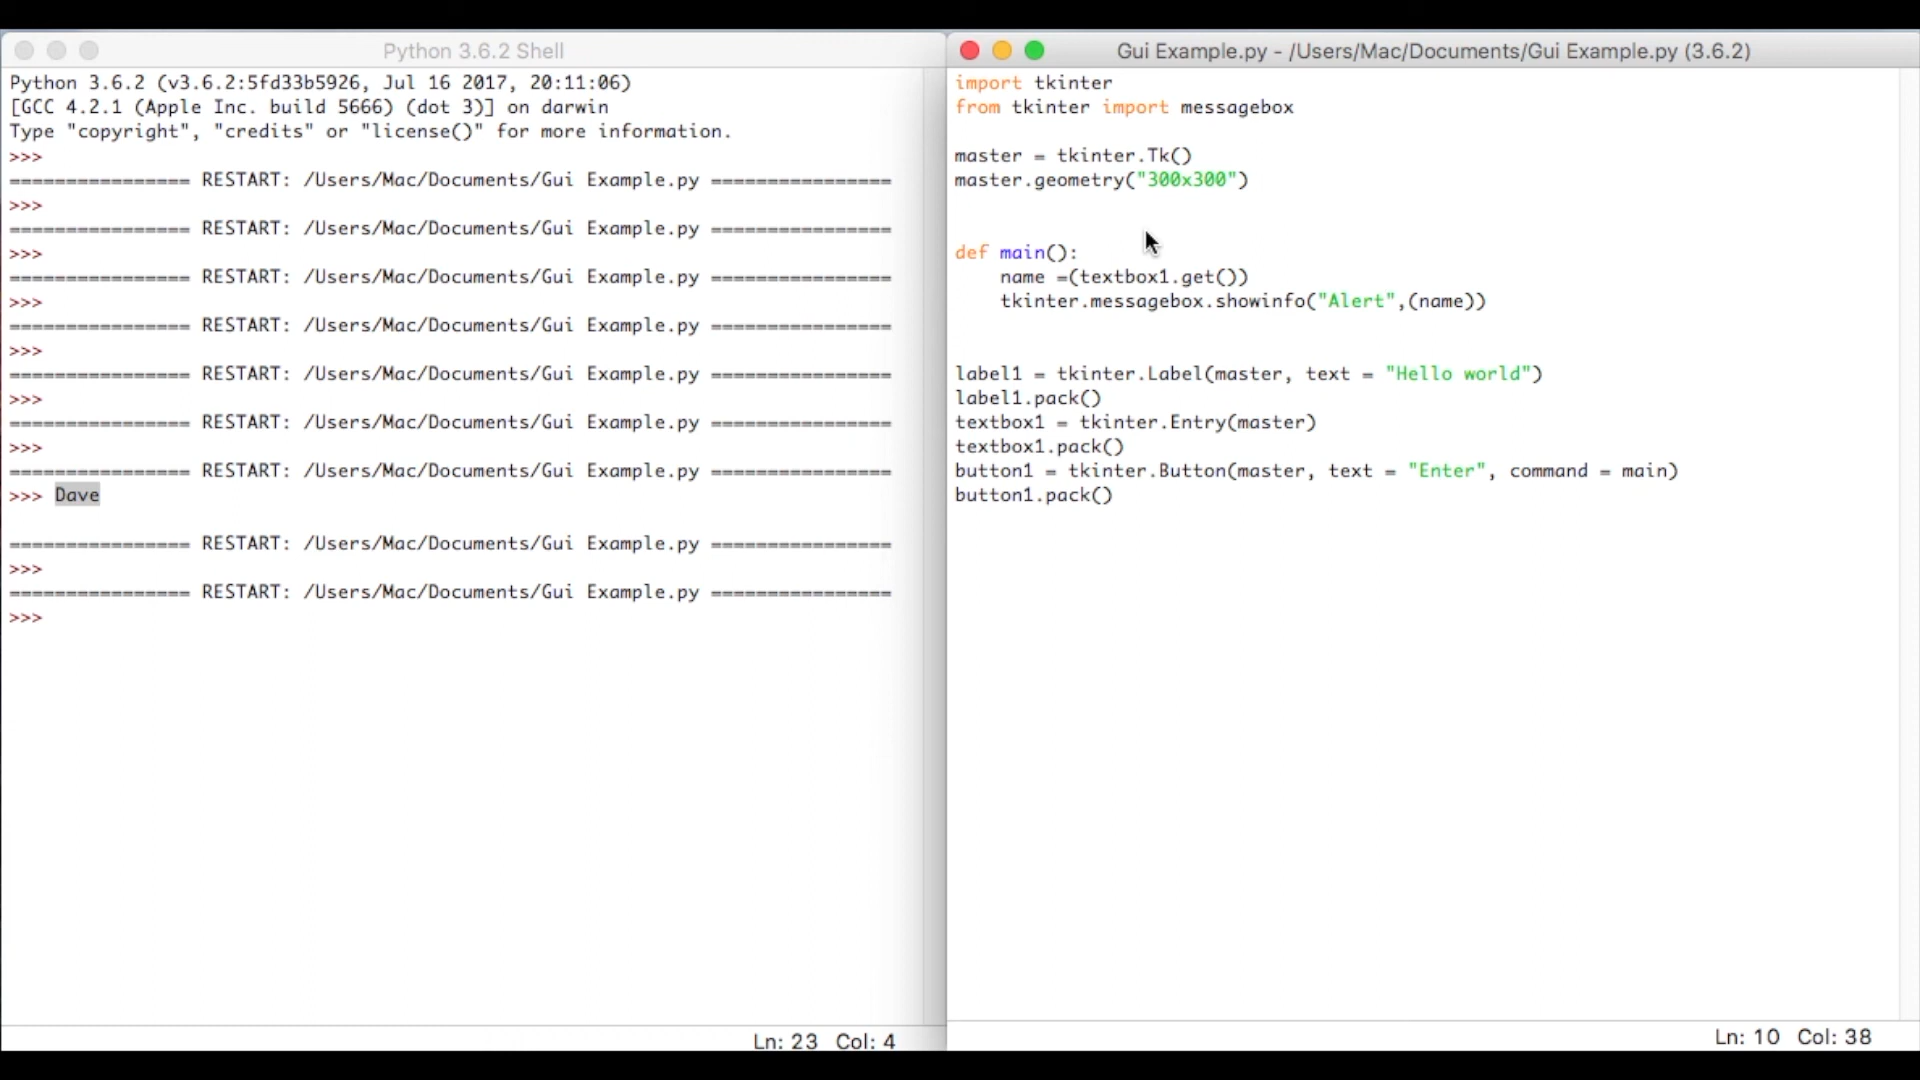 Python 3.6.2 Shell
Python 3.6.2 (v3.6.2:5fd33b5926, Jul 16 2017, 20:11:06)
[GCC 4.2.1 (Apple Inc. build 5666) (dot 3)] on darwin
Type "copyright", "credits" or "license()" for more information.
>>>
================ RESTART: /Users/Mac/Documents/Gui Example.py ================
>>>
================ RESTART: /Users/Mac/Documents/Gui Example.py ================
>>>
================ RESTART: /Users/Mac/Documents/Gui Example.py ================
>>>
================ RESTART: /Users/Mac/Documents/Gui Example.py ================
>>>
================ RESTART: /Users/Mac/Documents/Gui Example.py ================
>>>
================ RESTART: /Users/Mac/Documents/Gui Example.py ================
>>>
================ RESTART: /Users/Mac/Documents/Gui Example.py ================
>>> Dave
================ RESTART: /Users/Mac/Documents/Gui Example.py ================
>>>
================ RESTART: /Users/Mac/Documents/Gui Example.py ================
>>>
Ln: 23 Col: 4
Gui Example.py - /Users/Mac/Documents/Gui Example.py (3.6.2)
import tkinter
from tkinter import messagebox
master = tkinter.Tk()
master.geometry("300x300")
def main():
    name =(textbox1.get())
    tkinter.messagebox.showinfo("Alert",(name))
label1 = tkinter.Label(master, text = "Hello world")
label1.pack()
textbox1 = tkinter.Entry(master)
textbox1.pack()
button1 = tkinter.Button(master, text = "Enter", command = main)
button1.pack()
Ln: 10 Col: 38